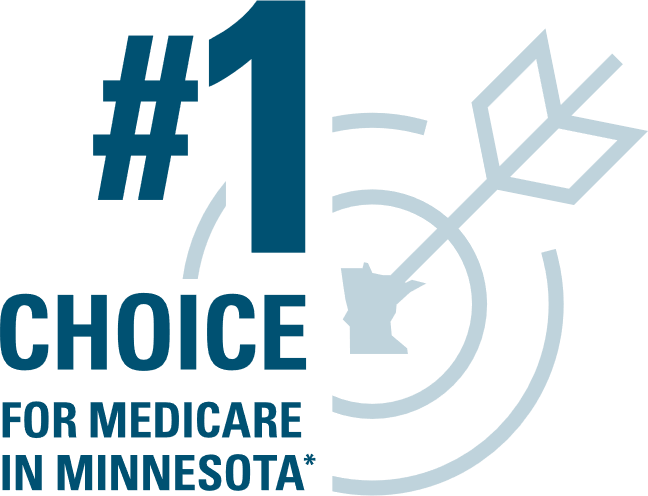 #1
CHOICE
FOR MEDICARE
IN MINNESOTA*